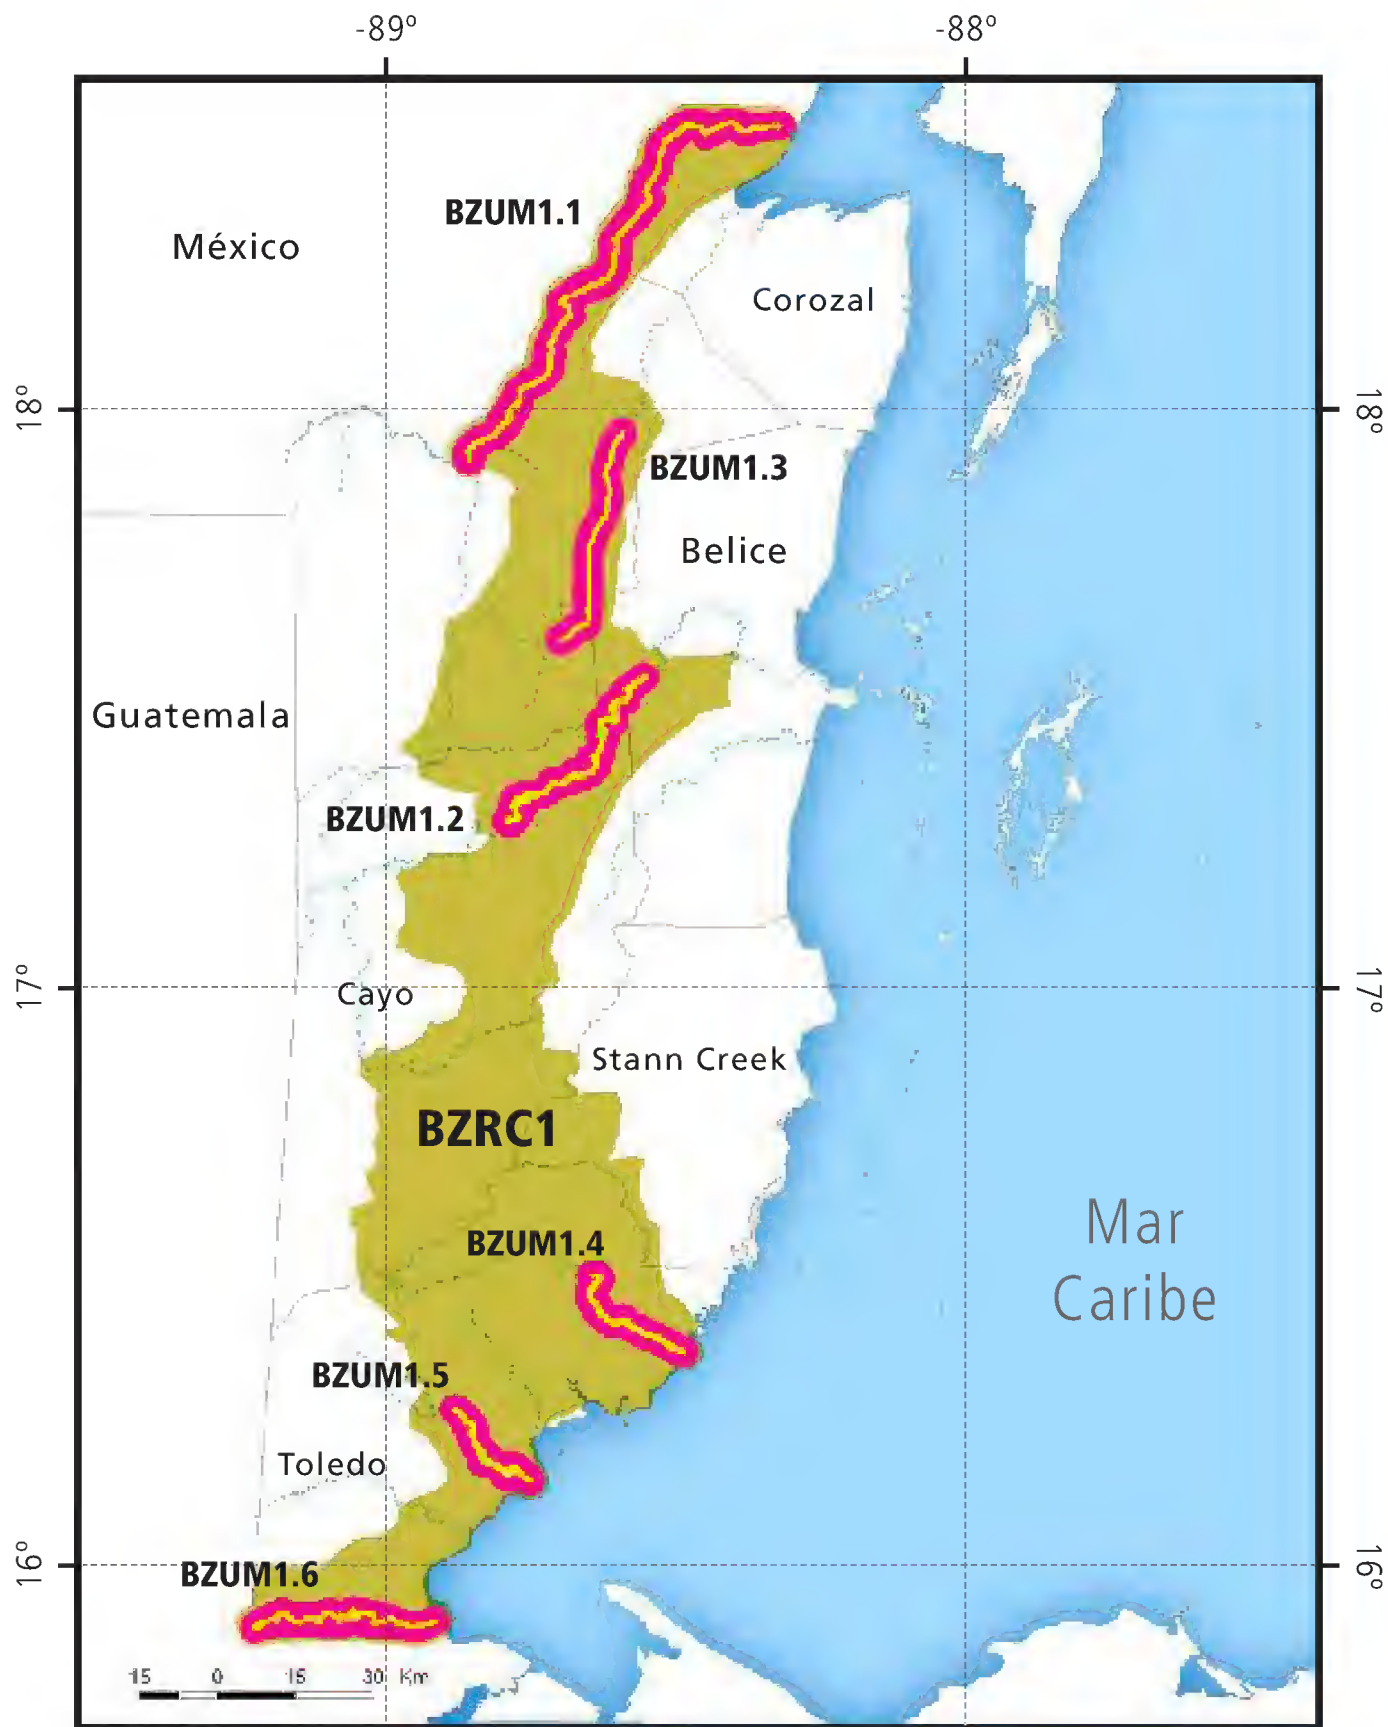 -89°
-88°
BZUM1.1
México
Corozal
18°
18°
BZUM1.3
Belice
Guatemala
BZUM1.2
17°
17°
Cayo
Stann Creek
BZRC1
Mar
Caribe
BZUM1.4
BZUM1.5
Toledo
16°
16°
BZUM1.6
15 0 15 30 Km